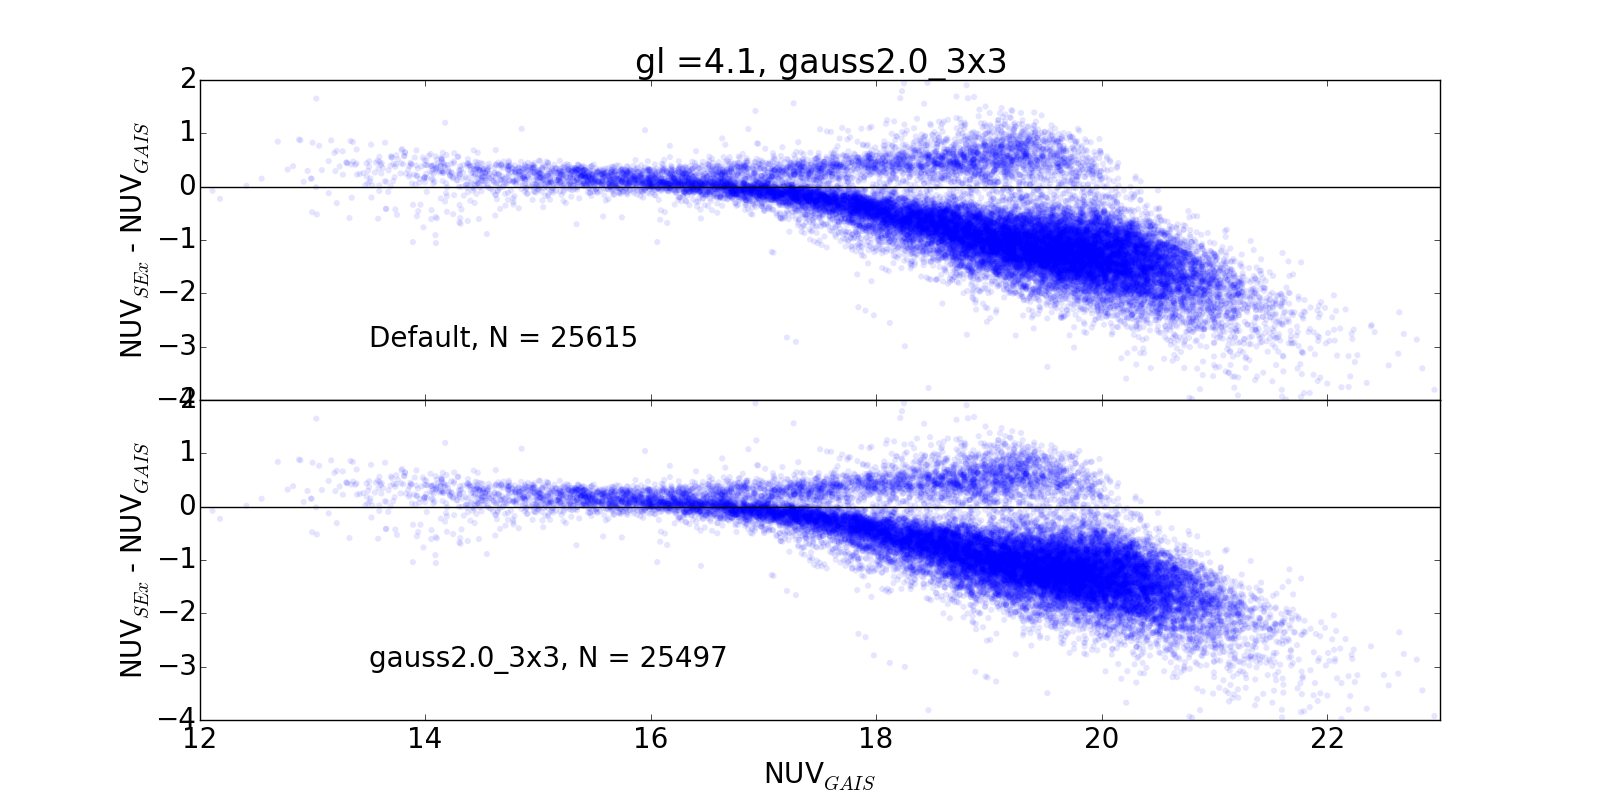 gl =4.1, gauss2.0_3x3
2
1
0
−1
−2
−3
−4
NUV_SEx - NUV_GAIS
Default, N = 25615
2
1
0
−1
−2
−3
−4
NUV_SEx - NUV_GAIS
gauss2.0_3x3, N = 25497
12 14 16 18 20 22
NUV_GAIS